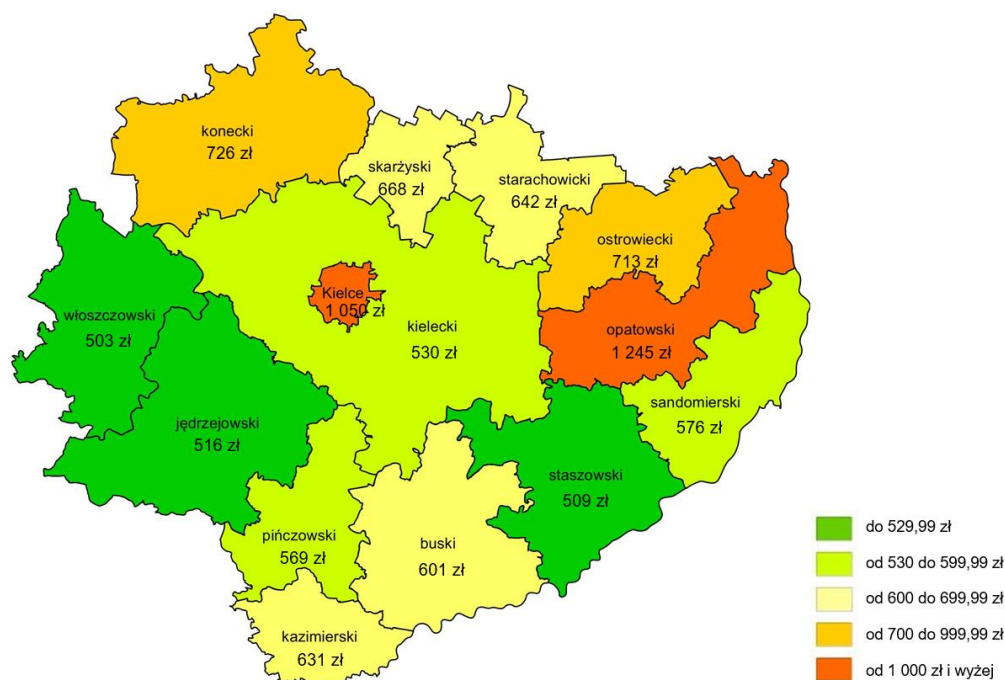 konecki
726 zł
skarżyski
668 zł
starachowicki
642 zł
ostrowiecki
713 zł
Kielce
1 050 zł
włoszczowski
503 zł
kielecki
530 zł
opatowski
1 245 zł
sandomierski
576 zł
jędrzejowski
516 zł
staszowski
509 zł
pińczowski
569 zł
buski
601 zł
kazimierski
631 zł
do 529,99 zł
od 530 do 599,99 zł
od 600 do 699,99 zł
od 700 do 999,99 zł
od 1 000 zł i wyżej